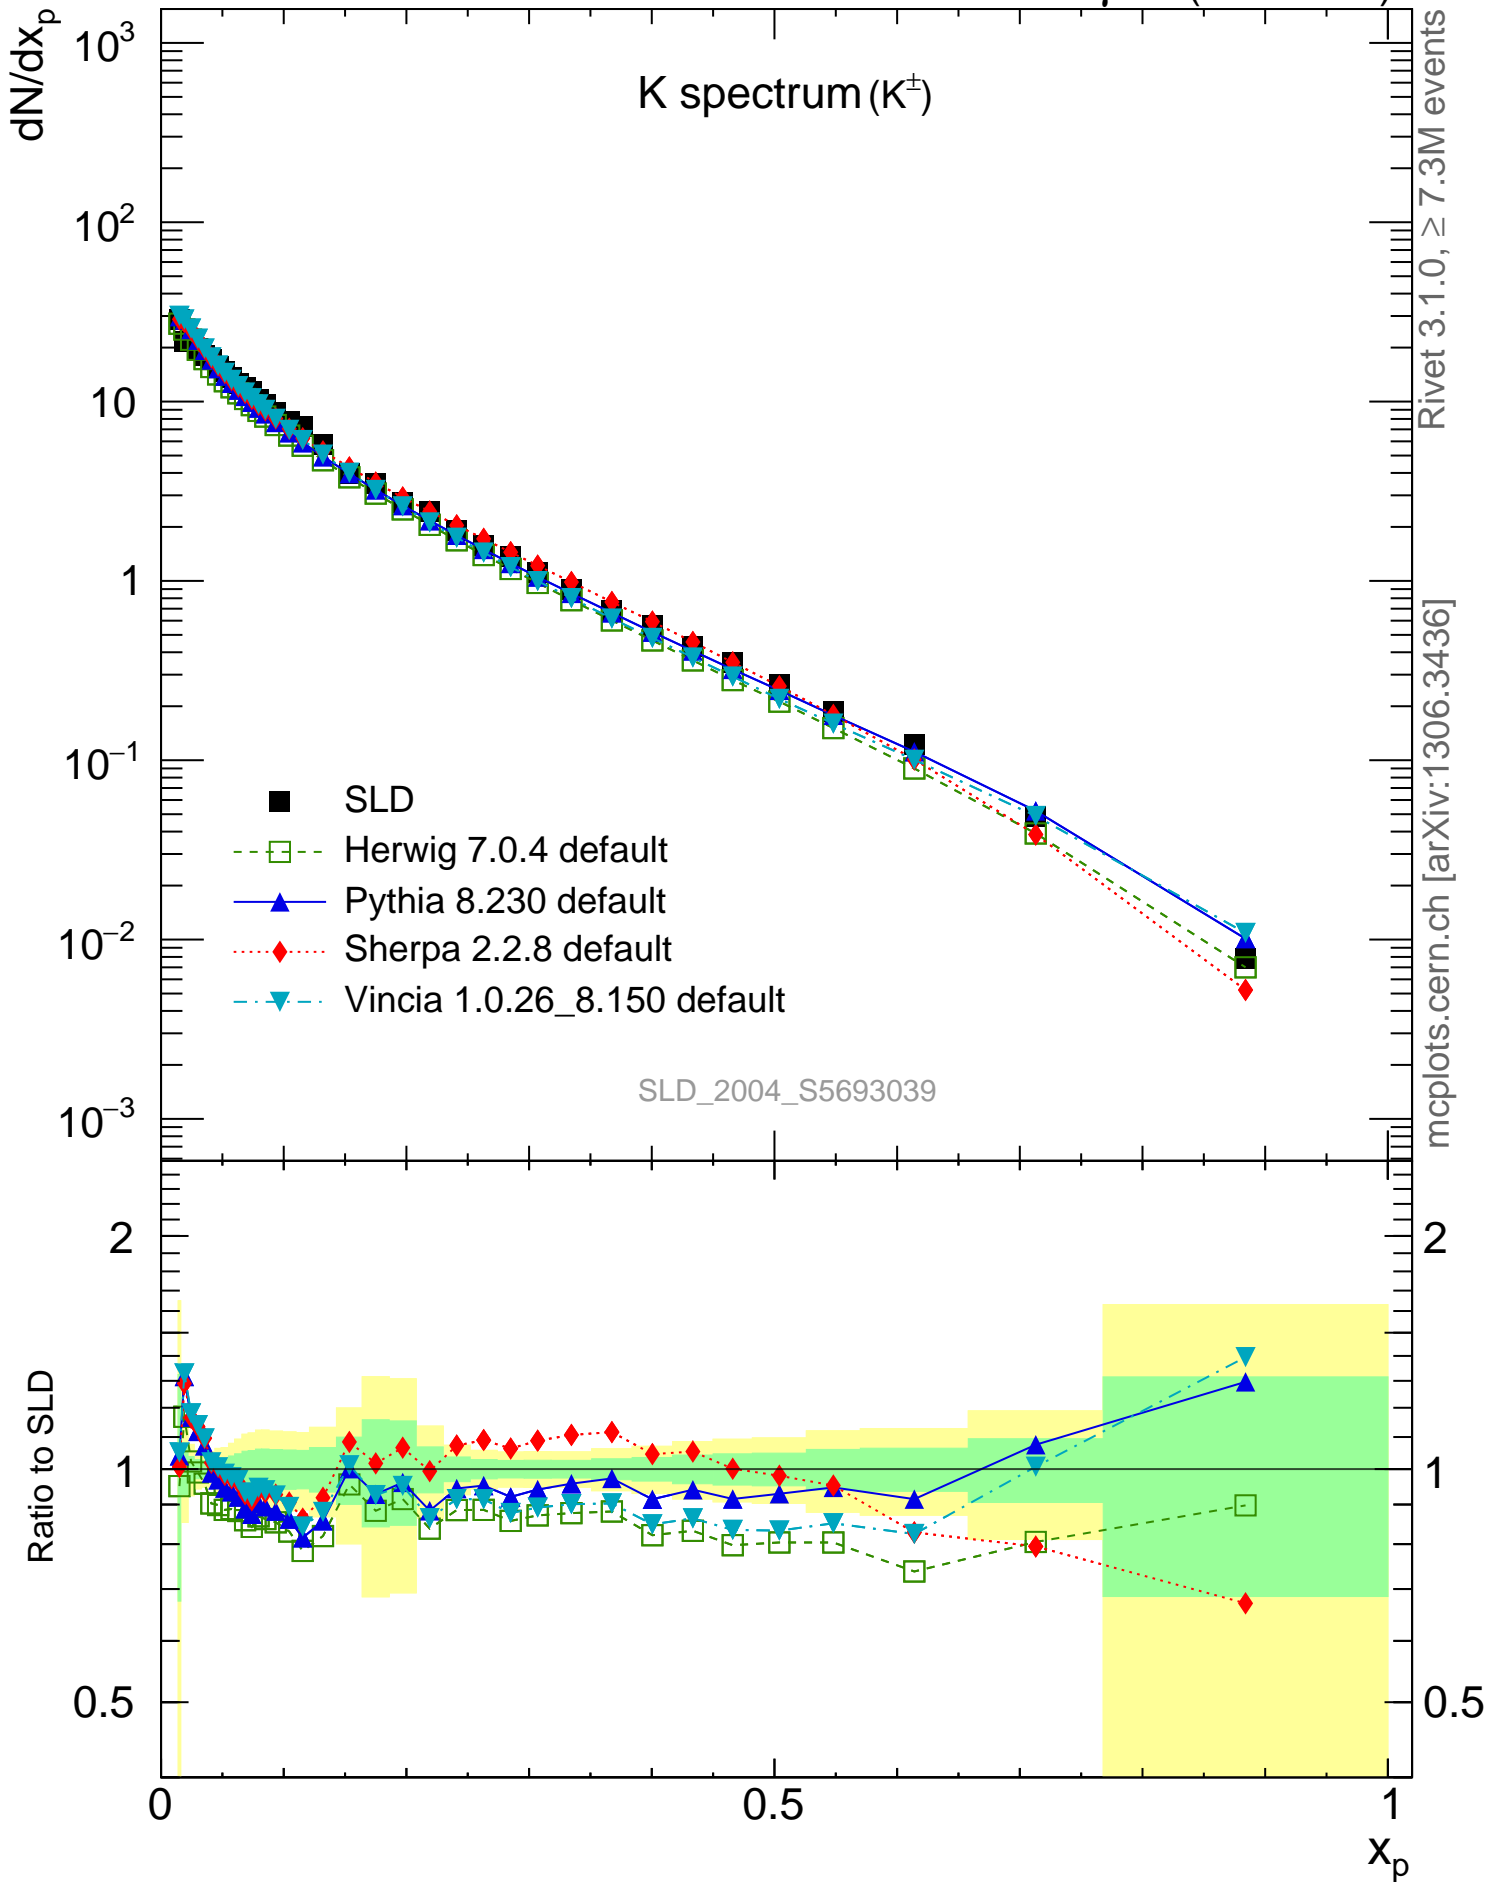 dN/dx_p
K spectrum (K^±)
10^3
10^2
10
1
10^−1
10^−2
10^−3
SLD
Herwig 7.0.4 default
Pythia 8.230 default
Sherpa 2.2.8 default
Vincia 1.0.26_8.150 default
SLD_2004_S5693039
Rivet 3.1.0, ≥ 7.3M events
mcplots.cern.ch [arXiv:1306.3436]
Ratio to SLD
2
1
0.5
2
1
0.5
0
0.5
1
x_p